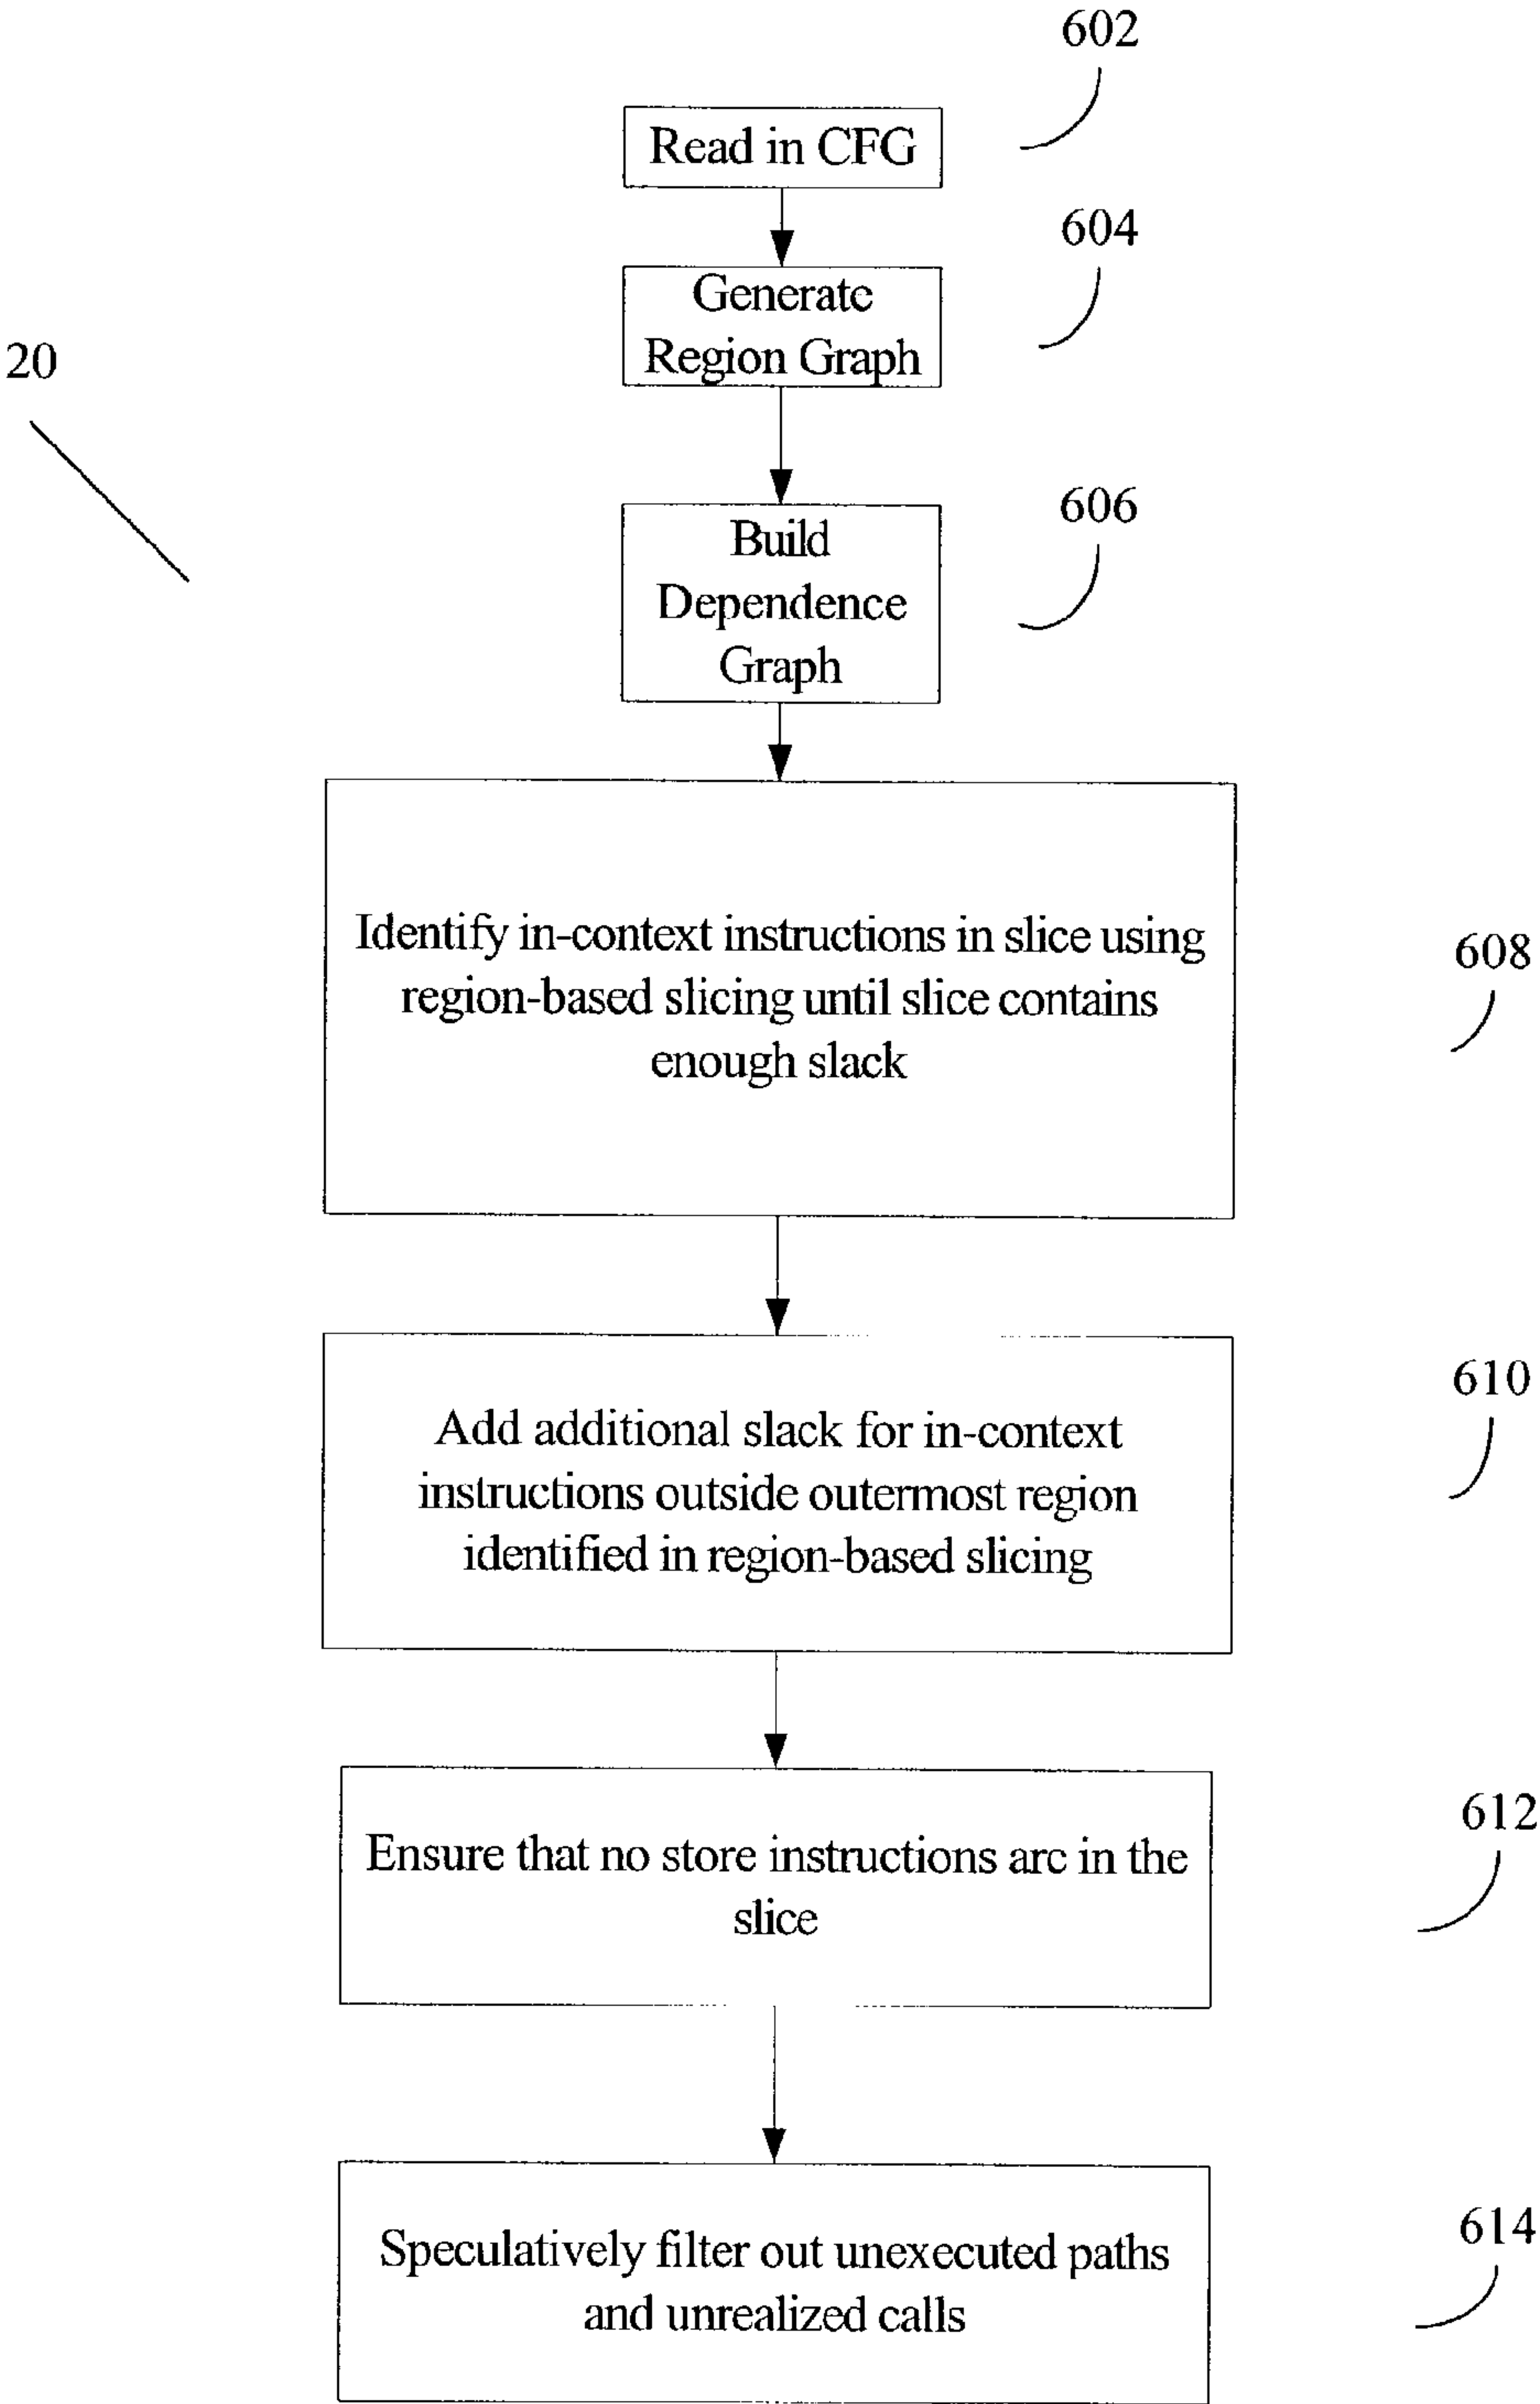 602
Read in CFG
604
Generate
Region Graph
20
606
Build
Dependence
Graph
Identify in-context instructions in slice using
region-based slicing until slice contains
enough slack
608
Add additional slack for in-context
instructions outside outermost region
identified in region-based slicing
610
Ensure that no store instructions are in the
slice
612
Speculatively filter out unexecuted paths
and unrealized calls
614